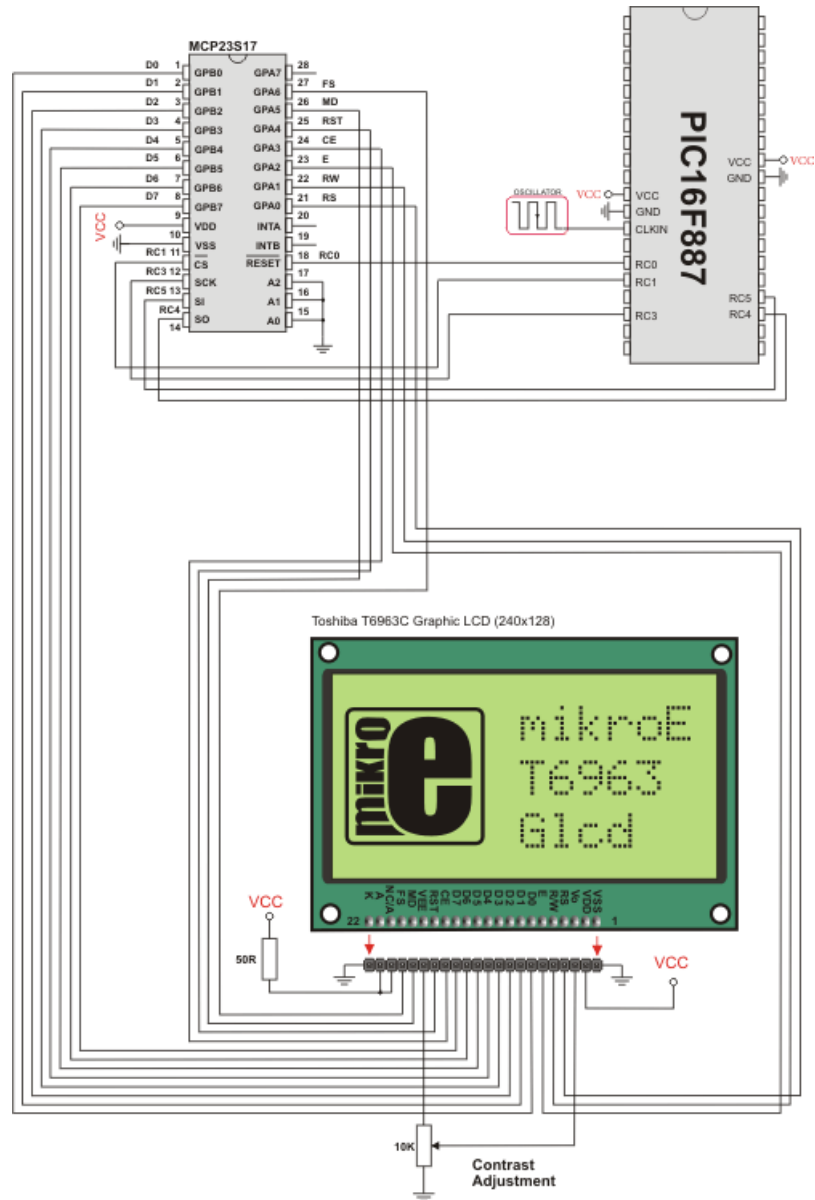 MCP23S17
D0 1 GPB0 GPA7 28
D1 2 GPB1 GPA6 27 FS
D2 3 GPB2 GPA5 26 MD
D3 4 GPB3 GPA4 25 RST
D4 5 GPB4 GPA3 24 CE
D5 6 GPB5 GPA2 23 E
D6 7 GPB6 GPA1 22 RW
D7 8 GPB7 GPA0 21 RS
VCC 9 VDD INTA 20
10 VSS INTB 19
RC1 11 CS RESET 18 RC0
RC3 12 SCK A2 17
RC5 13 SI A1 16
RC4 14 SO A0 15
PIC16F887
VCC VCC
GND
OSCILLATOR
VCC VCC
GND
CLKIN
RC0
RC1
RC5
RC3 RC4
Toshiba T6963C Graphic LCD (240x128)
mikro e
mikroE
T6963
Glcd
K A NC/A FS MD VEE RST CE D7 D6 D5 D4 D3 D2 D1 D0 E R/W RS Vo VDD VSS
22 1
VCC
50R
VCC
10K
Contrast
Adjustment